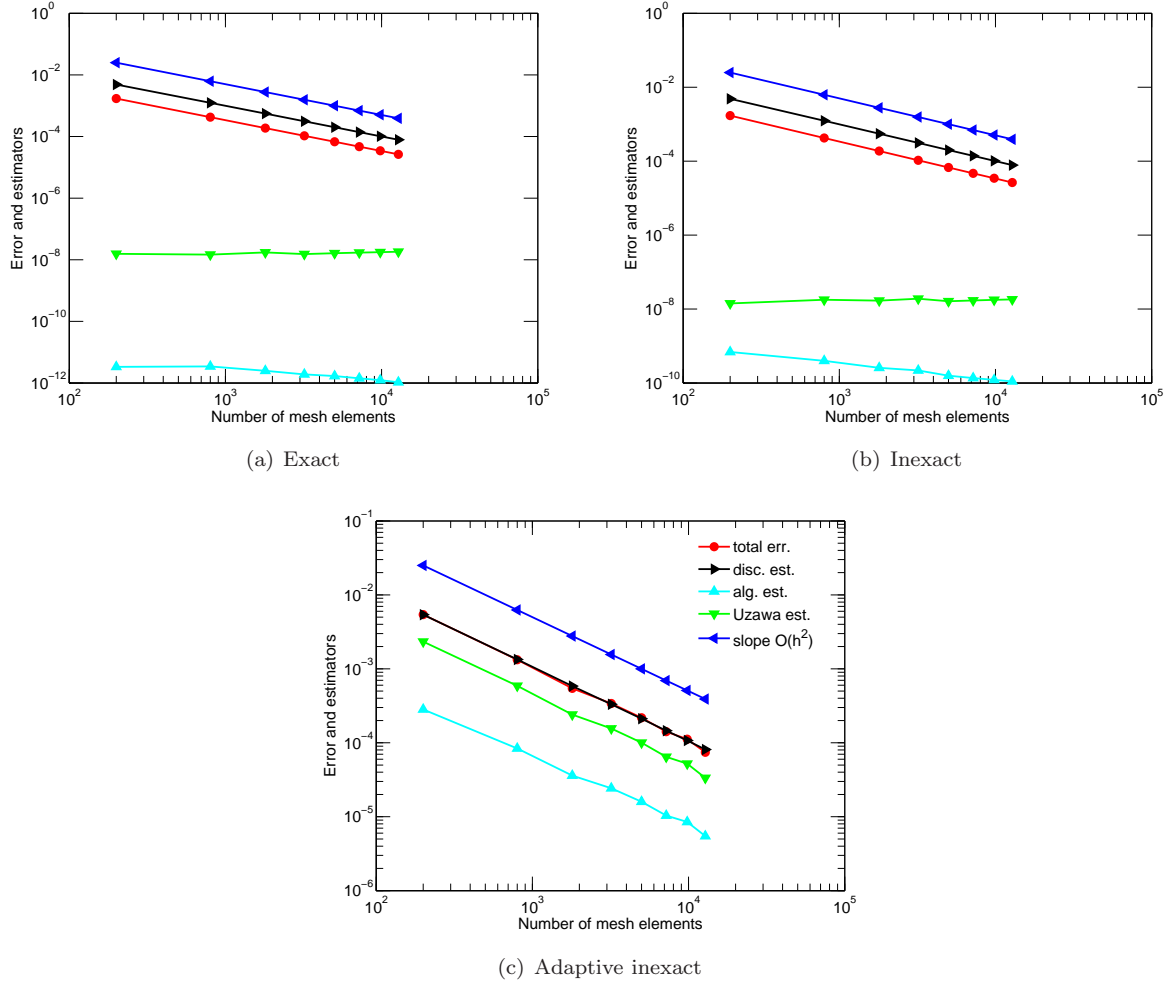 10^0
10^−2
10^−4
10^−6
10^−8
10^−10
10^−12
Error and estimators
10^2
10^3
10^4
10^5
Number of mesh elements
(a) Exact
10^0
10^−2
10^−4
10^−6
10^−8
10^−10
Error and estimators
10^2
10^3
10^4
10^5
Number of mesh elements
(b) Inexact
10^−1
10^−2
10^−3
10^−4
10^−5
10^−6
Error and estimators
total err.
disc. est.
alg. est.
Uzawa est.
slope O(h^2)
10^2
10^3
10^4
10^5
Number of mesh elements
(c) Adaptive inexact